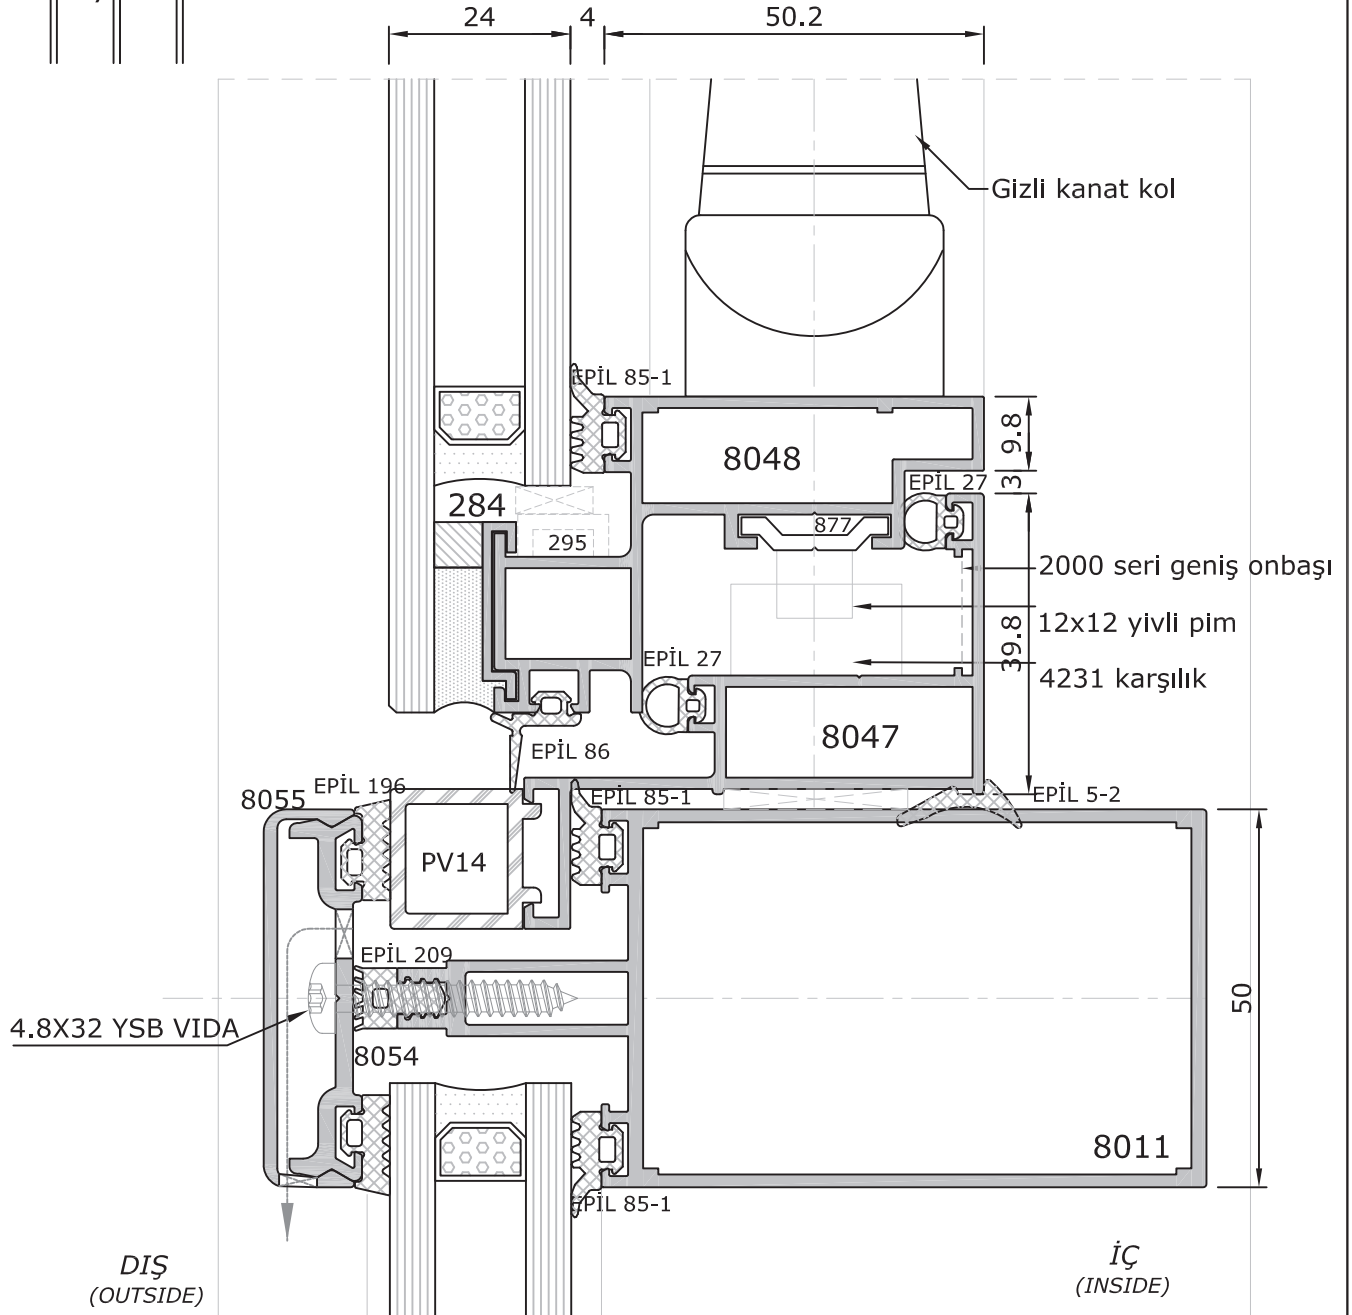 24
4
50.2
Gizli kanat kol
EPİL 85-1
9.8
8048
3
EPİL 27
284
877
295
2000 seri geniş onbaşı
12x12 yivli pim
39.8
EPİL 27
4231 karşılık
8047
EPİL 86
EPİL 196
8055
EPİL 85-1
EPİL 5-2
PV14
EPİL 209
50
4.8X32 YSB VIDA
8054
8011
EPİL 85-1
DIŞ
(OUTSIDE)
İÇ
(INSIDE)